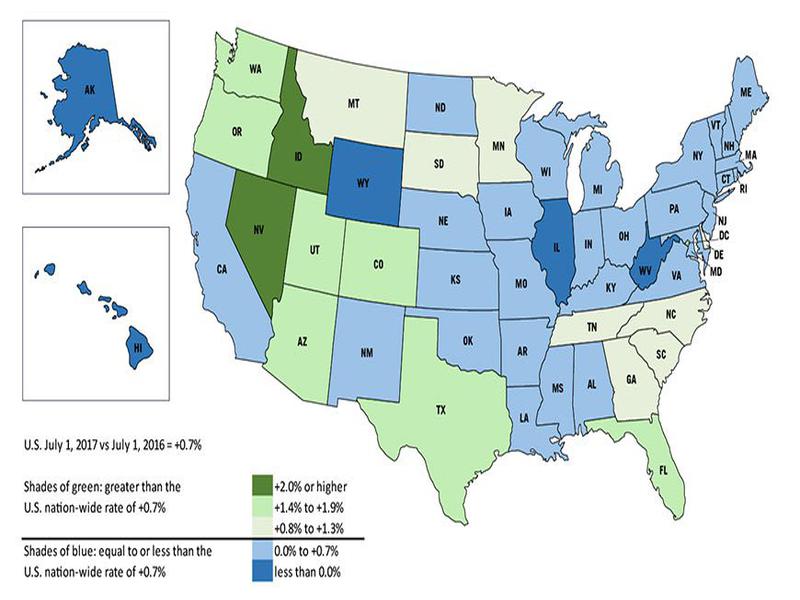 AK
WA
MT
ND
MN
ME
OR
ID
SD
WI
MI
NY
VT
NH
MA
CT
RI
WY
NE
IA
PA
NV
UT
CO
KS
MO
IL
IN
OH
WV
VA
KY
NJ
DC
DE
MD
CA
HI
AZ
NM
OK
AR
TN
NC
SC
TX
LA
MS
AL
GA
FL
U.S. July 1, 2017 vs July 1, 2016 = +0.7%
Shades of green: greater than the
U.S. nation-wide rate of +0.7%
+2.0% or higher
+1.4% to +1.9%
+0.8% to +1.3%
Shades of blue: equal to or less than the
U.S. nation-wide rate of +0.7%
0.0% to +0.7%
less than 0.0%